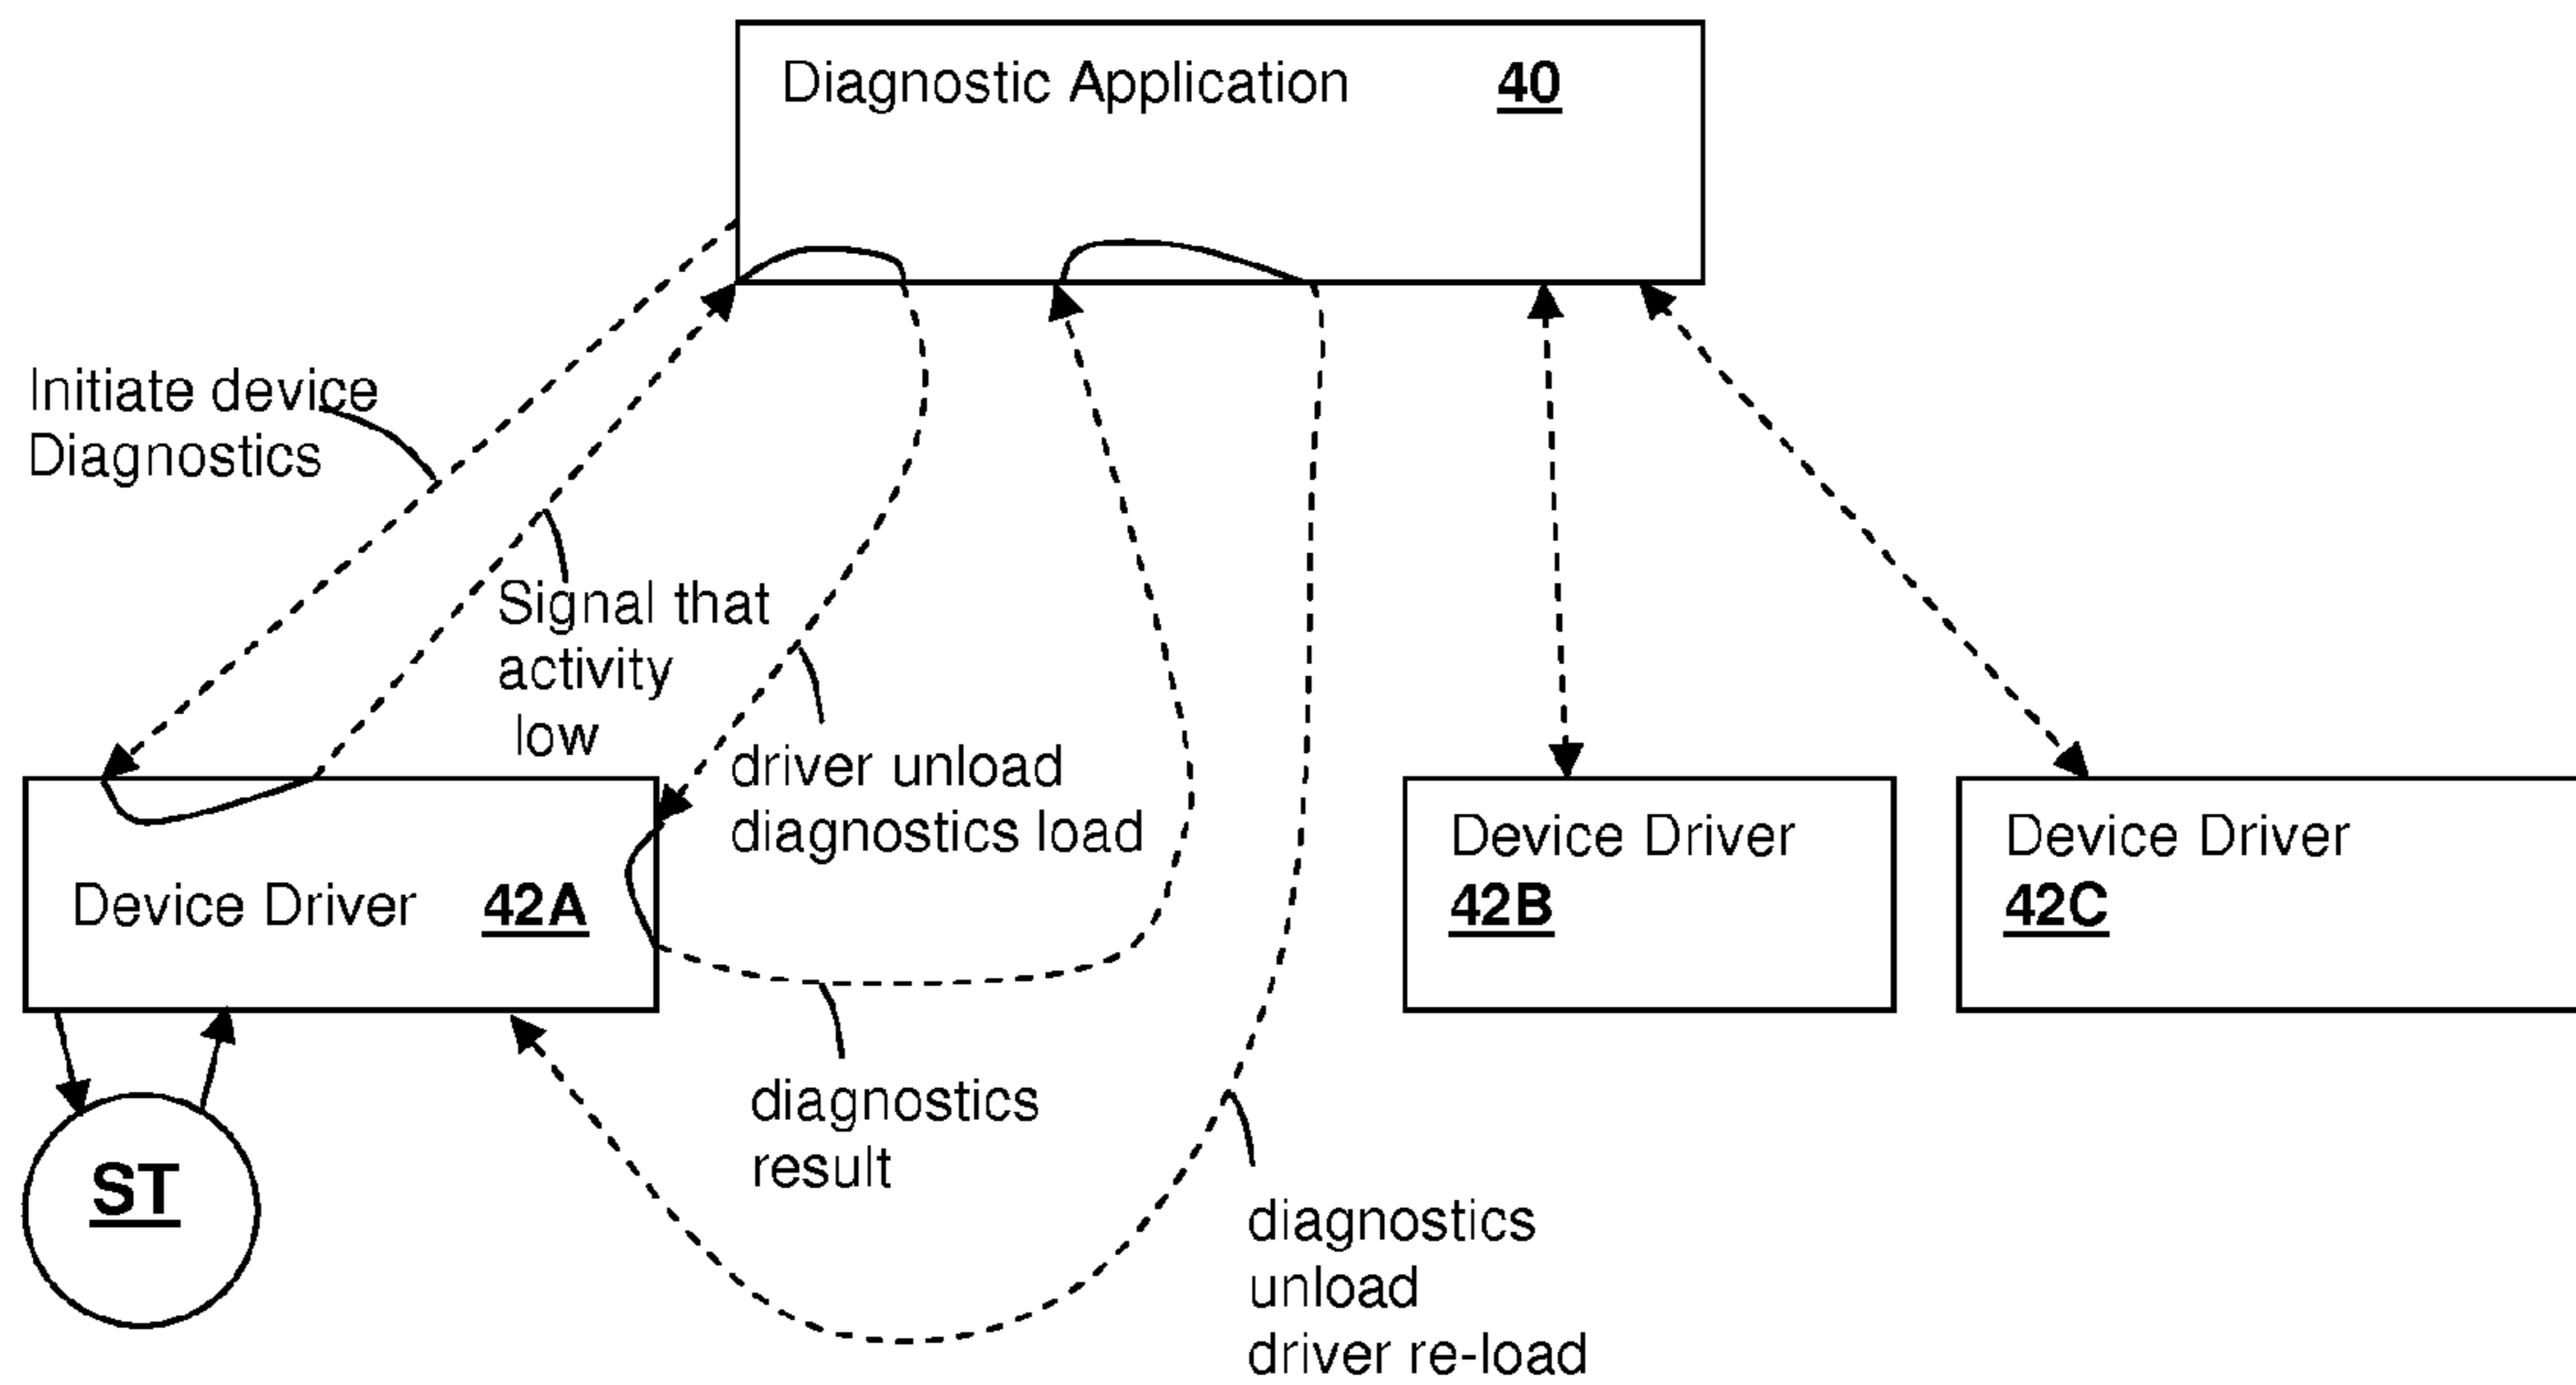 Diagnostic Application 40
Initiate device
Diagnostics
Signal that
activity
low
driver unload
diagnostics load
Device Driver 42A
Device Driver
42B
Device Driver
42C
diagnostics
result
ST
diagnostics
unload
driver re-load